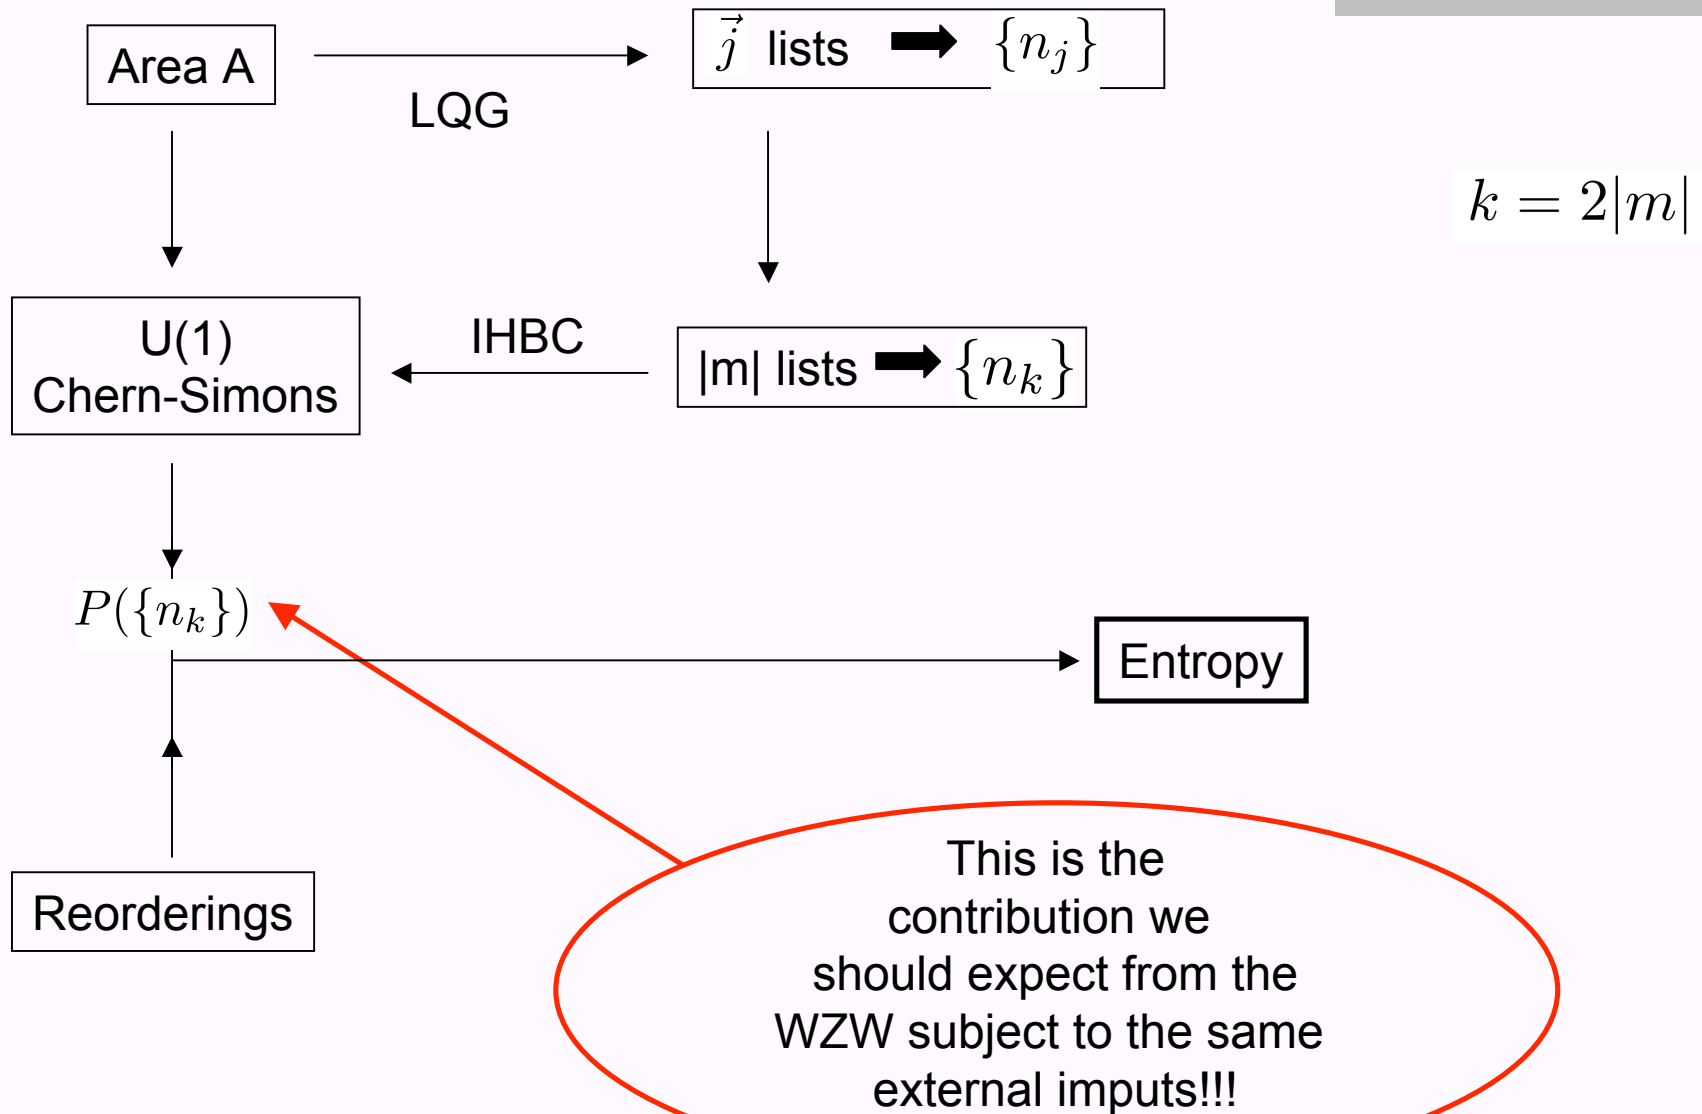 Area A
LQG
$\vec{j}$ lists ➡ $\{n_j\}$
$k = 2|m|$
U(1)
Chern-Simons
IHBC
|m| lists ➡ $\{n_k\}$
$P(\{n_k\})$
Entropy
Reorderings
This is the
contribution we
should expect from the
WZW subject to the same
external imputs!!!